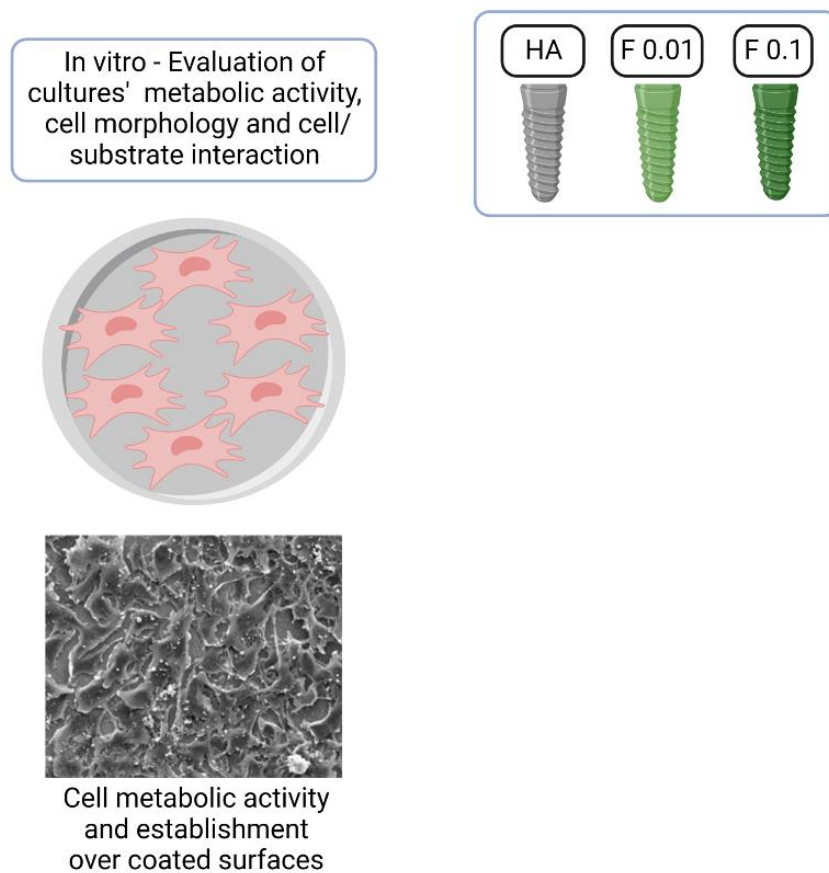 In vitro - Evaluation of
cultures' metabolic activity,
cell morphology and cell/
substrate interaction
HA
F 0.01
F 0.1
Cell metabolic activity
and establishment
over coated surfaces